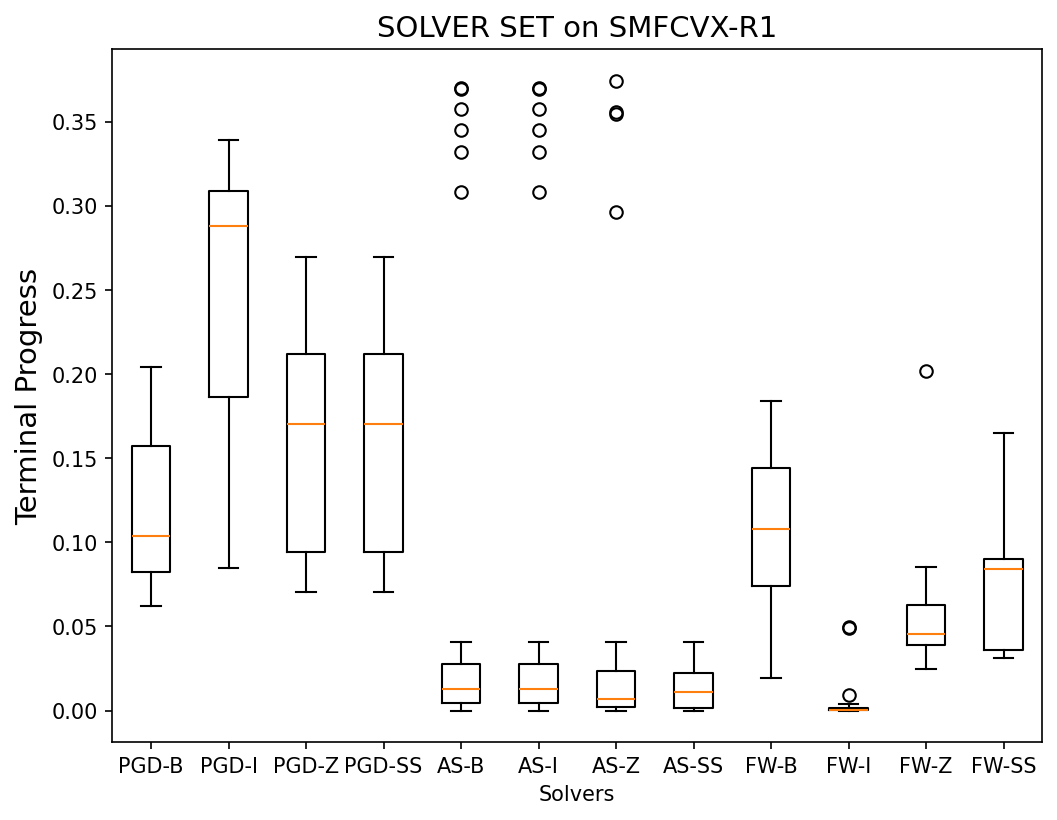 SOLVER SET on SMFCVX-R1
Terminal Progress
0.35
0.30
0.25
0.20
0.15
0.10
0.05
0.00
PGD-B PGD-I PGD-Z PGD-SS AS-B AS-I AS-Z AS-SS FW-B FW-I FW-Z FW-SS
Solvers